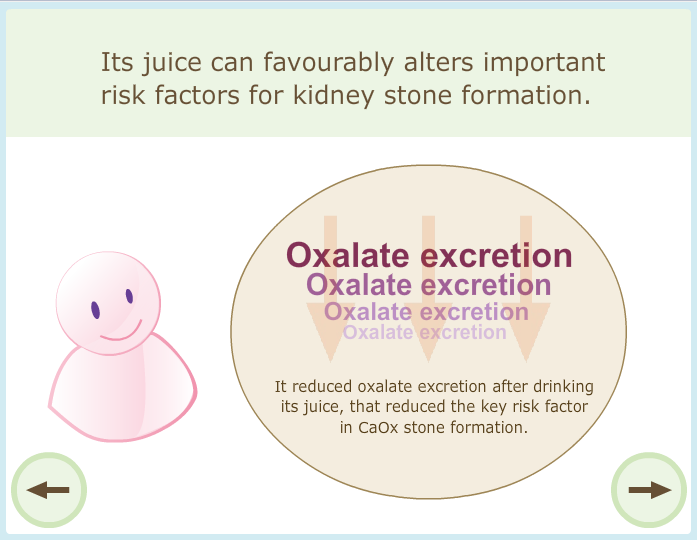 Its juice can favourably alters important
risk factors for kidney stone formation.
Oxalate excretion
Oxalate excretion
Oxalate excretion
Oxalate excretion
It reduced oxalate excretion after drinking
its juice, that reduced the key risk factor
in CaOx stone formation.